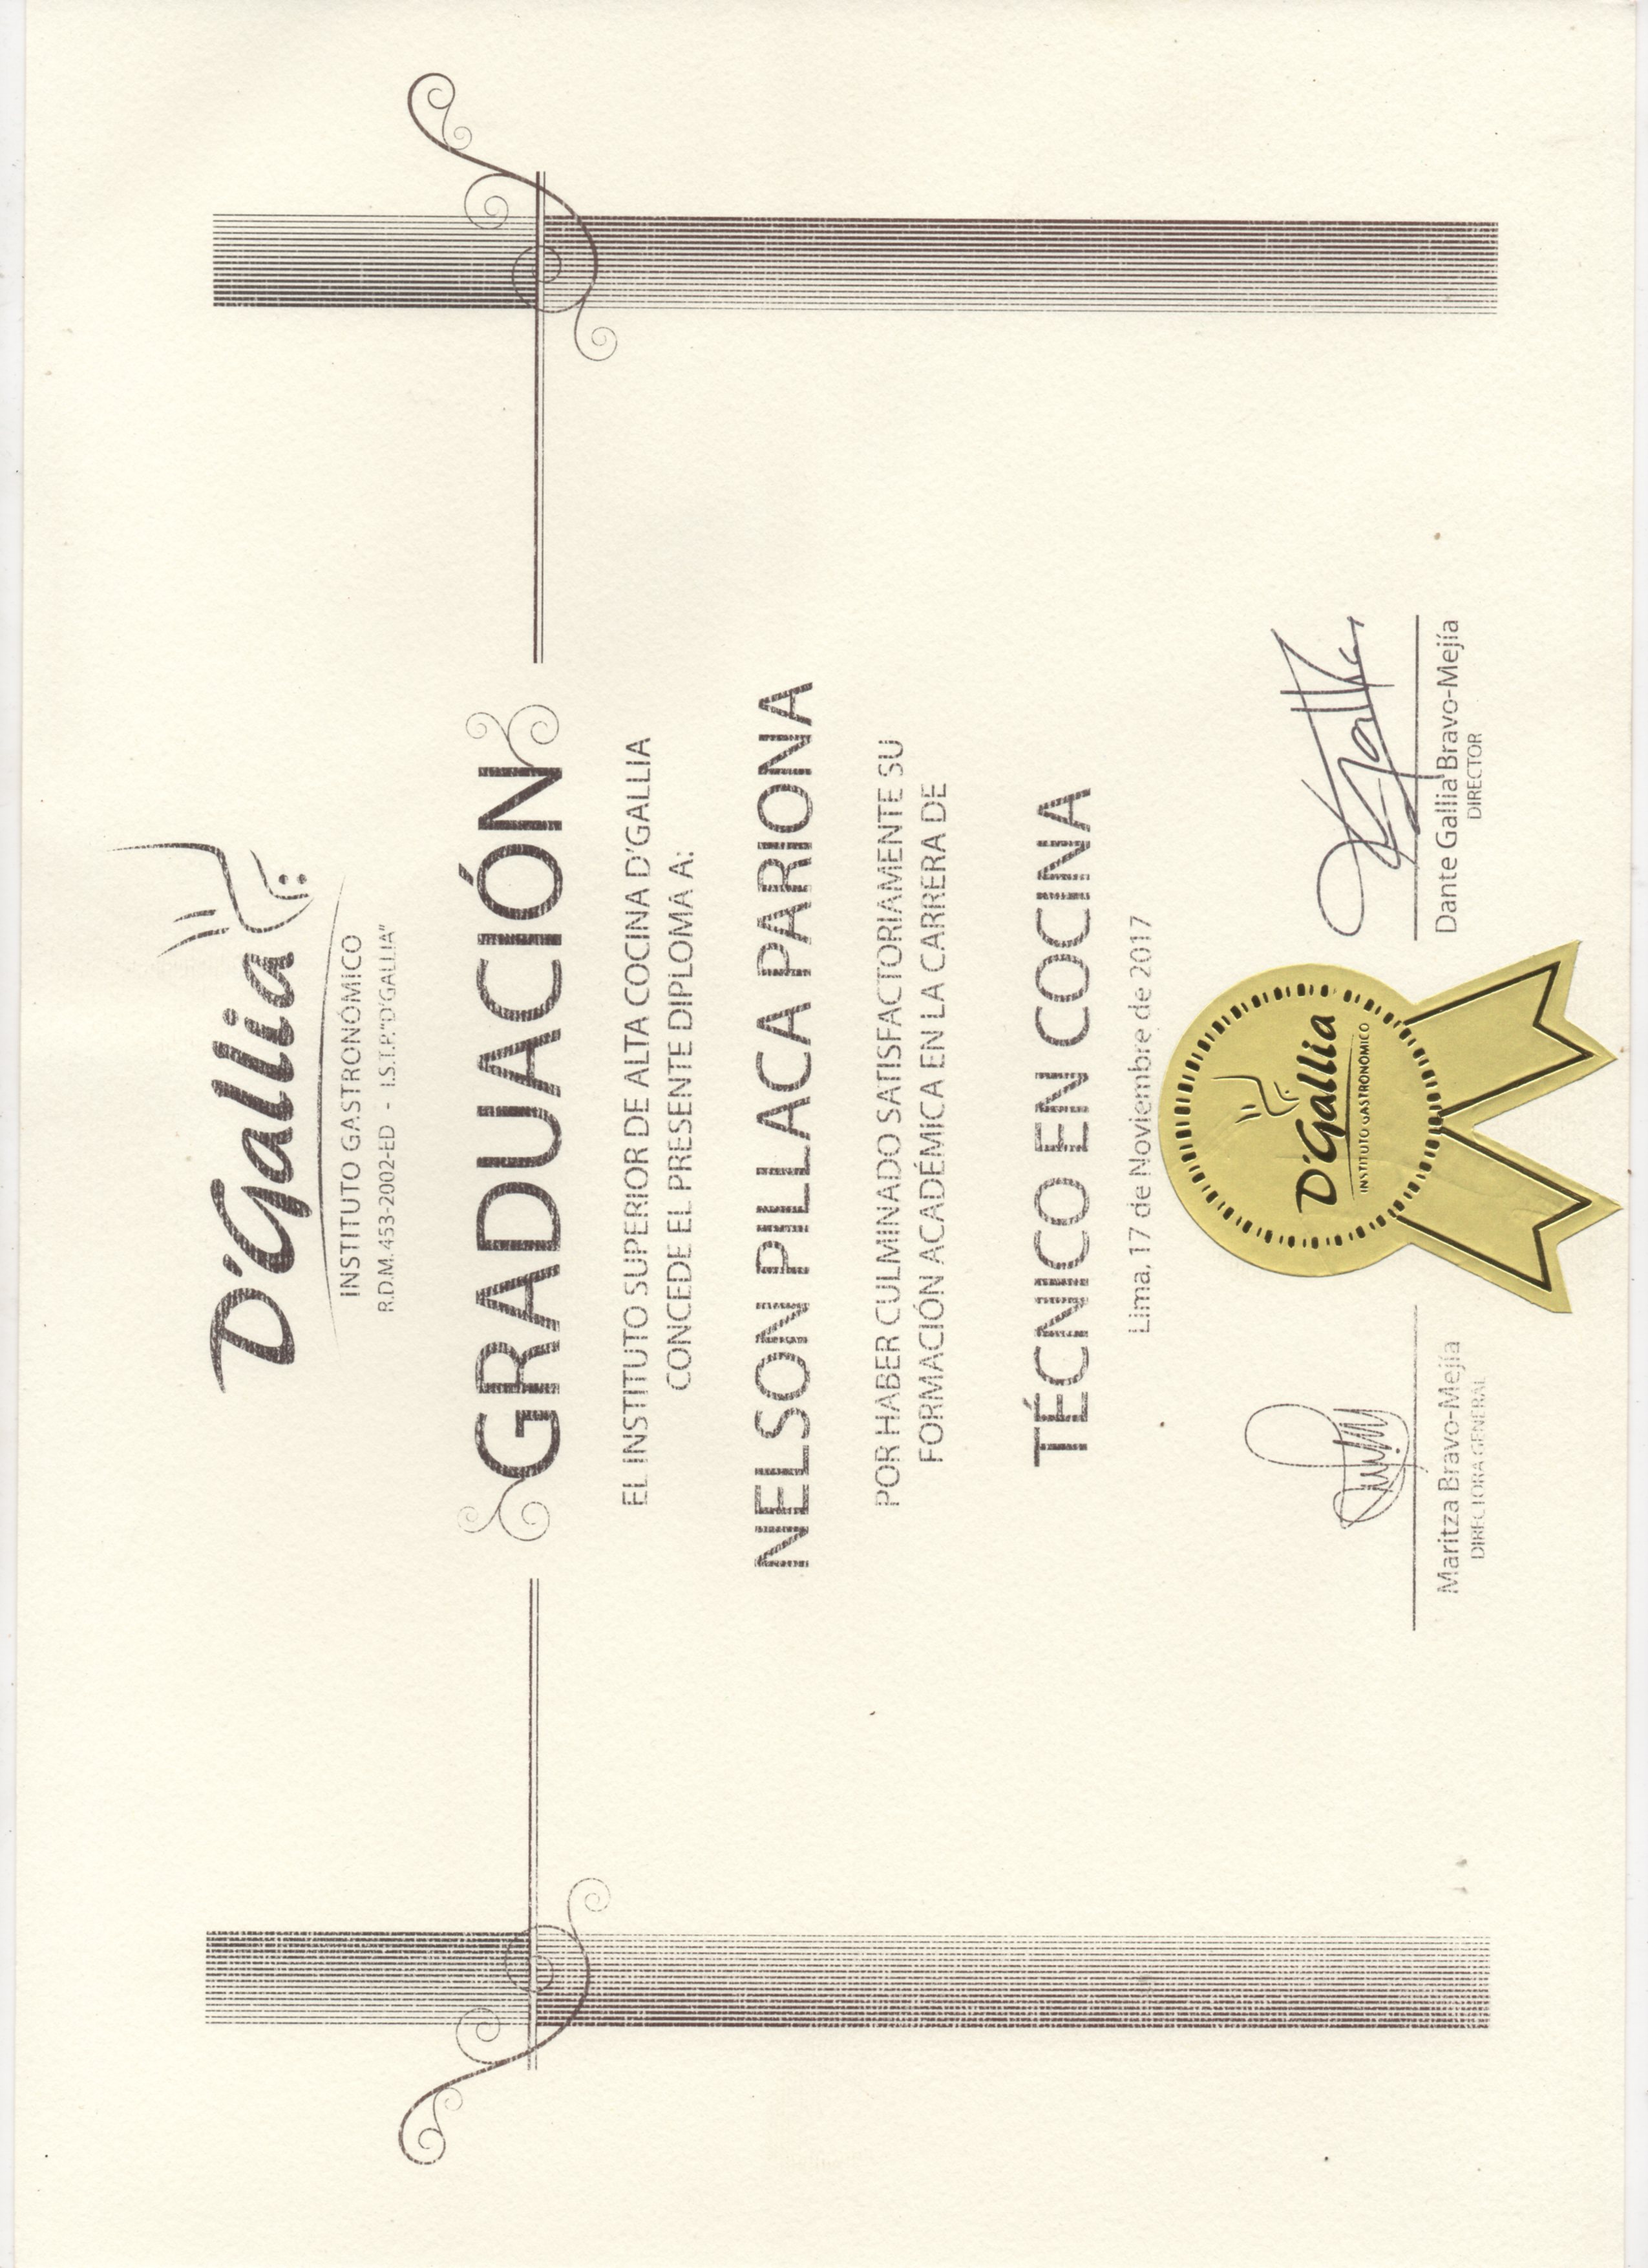 D'Gallia
INSTITUTO GASTRONÓMICO
R.D.M. 453-2002-ED - I.S.T.P."D'GALLIA"
GRADUACIÓN
EL INSTITUTO SUPERIOR DE ALTA COCINA D'GALLIA
CONCEDE EL PRESENTE DIPLOMA A:
NELSON PILLACA PARIONA
POR HABER CULMINADO SATISFACTORIAMENTE SU
FORMACIÓN ACADÉMICA EN LA CARRERA DE
TÉCNICO EN COCINA
Lima, 17 de Noviembre de 2017
D'Gallia
INSTITUTO GASTRONÓMICO
Maritza Bravo-Mejía
DIRECTORA GENERAL
Dante Gallia Bravo-Mejía
DIRECTOR